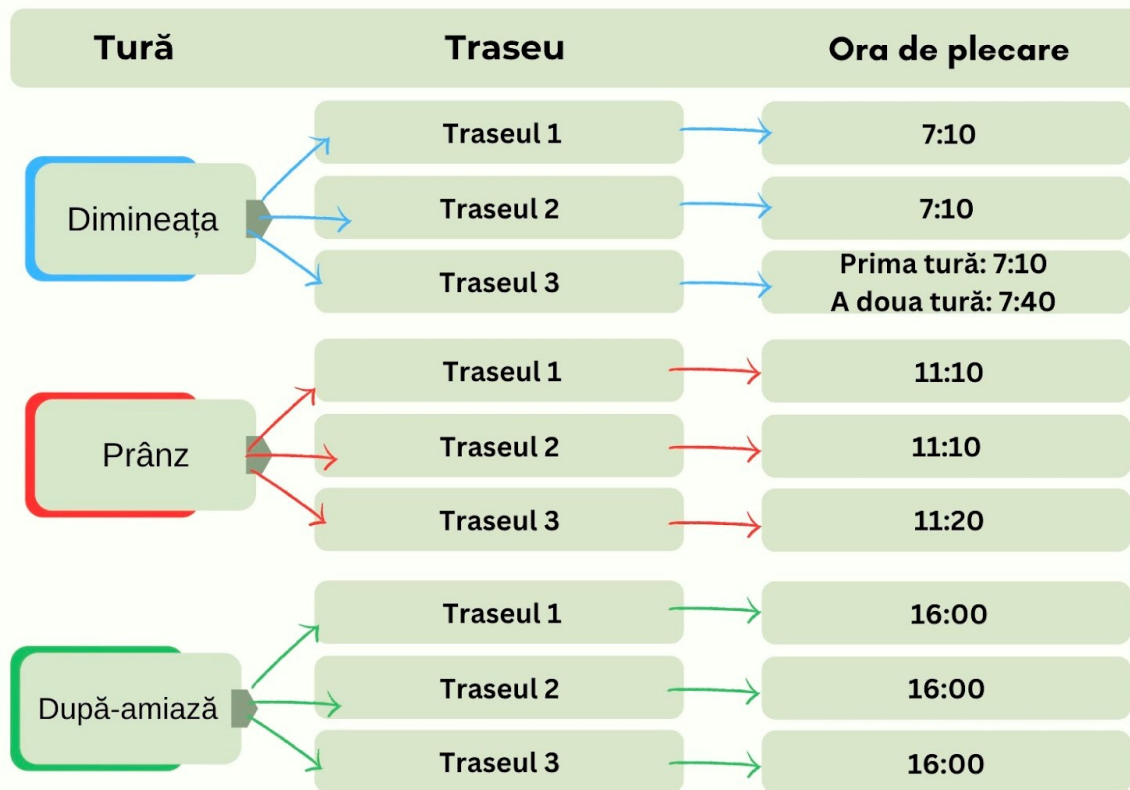 Tură Traseu Ora de plecare
Dimineața
Traseul 1 7:10
Traseul 2 7:10
Traseul 3 Prima tură: 7:10
A doua tură: 7:40
Prânz
Traseul 1 11:10
Traseul 2 11:10
Traseul 3 11:20
După-amiază
Traseul 1 16:00
Traseul 2 16:00
Traseul 3 16:00